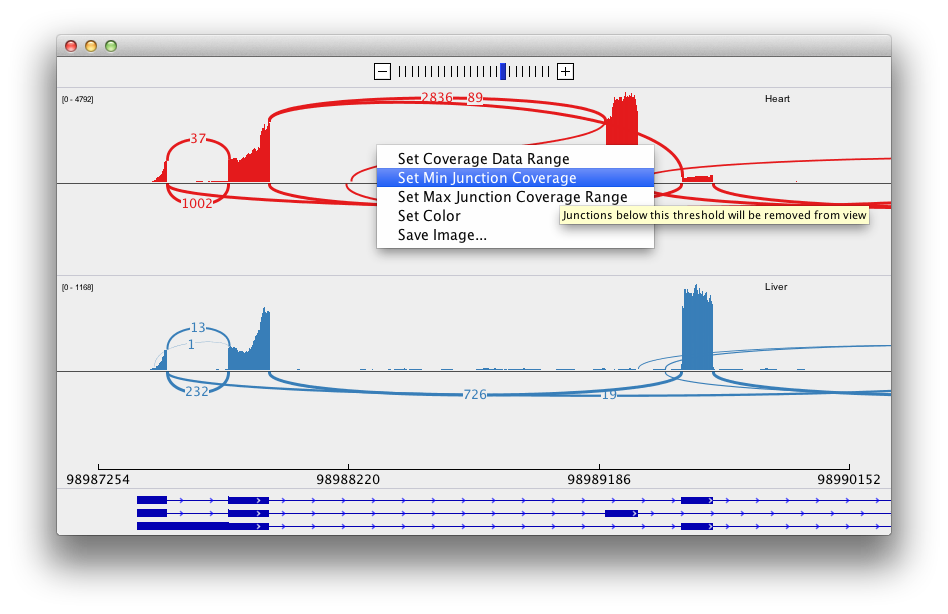 [0 - 4792]
Heart
2836
89
37
1002
Set Coverage Data Range
Set Min Junction Coverage
Set Max Junction Coverage Range
Set Color
Save Image...
Junctions below this threshold will be removed from view
[0 - 1168]
Liver
13
1
232
726
19
98987254 98988220 98989186 98990152